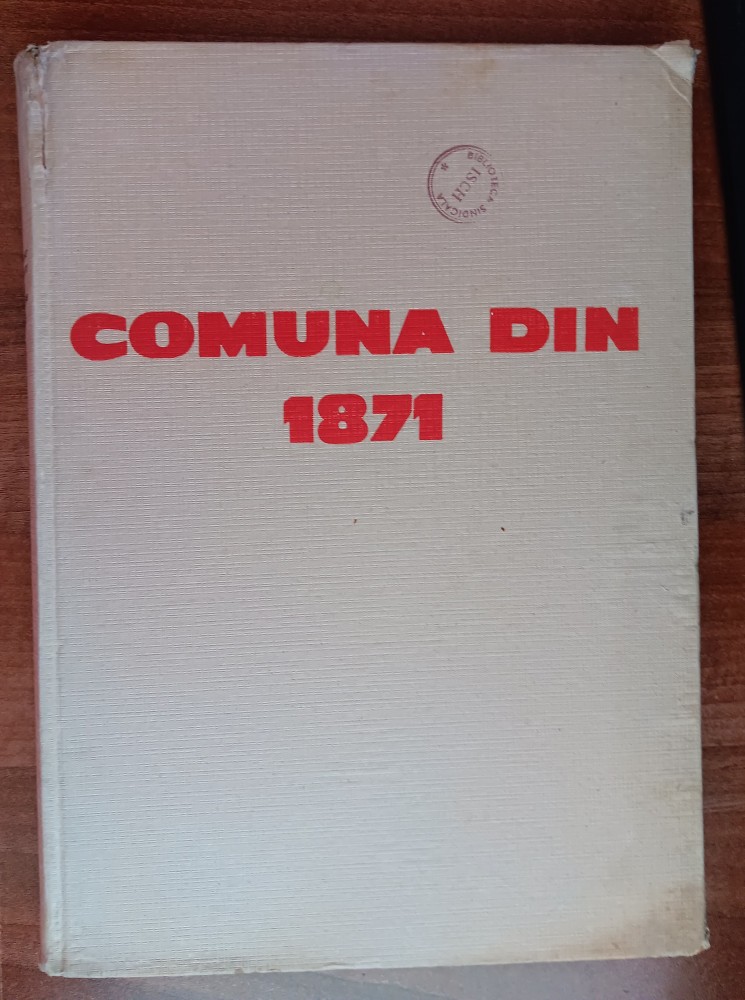 BIBLIOTECA SINDICALA
ISCH
COMUNA DIN
1871